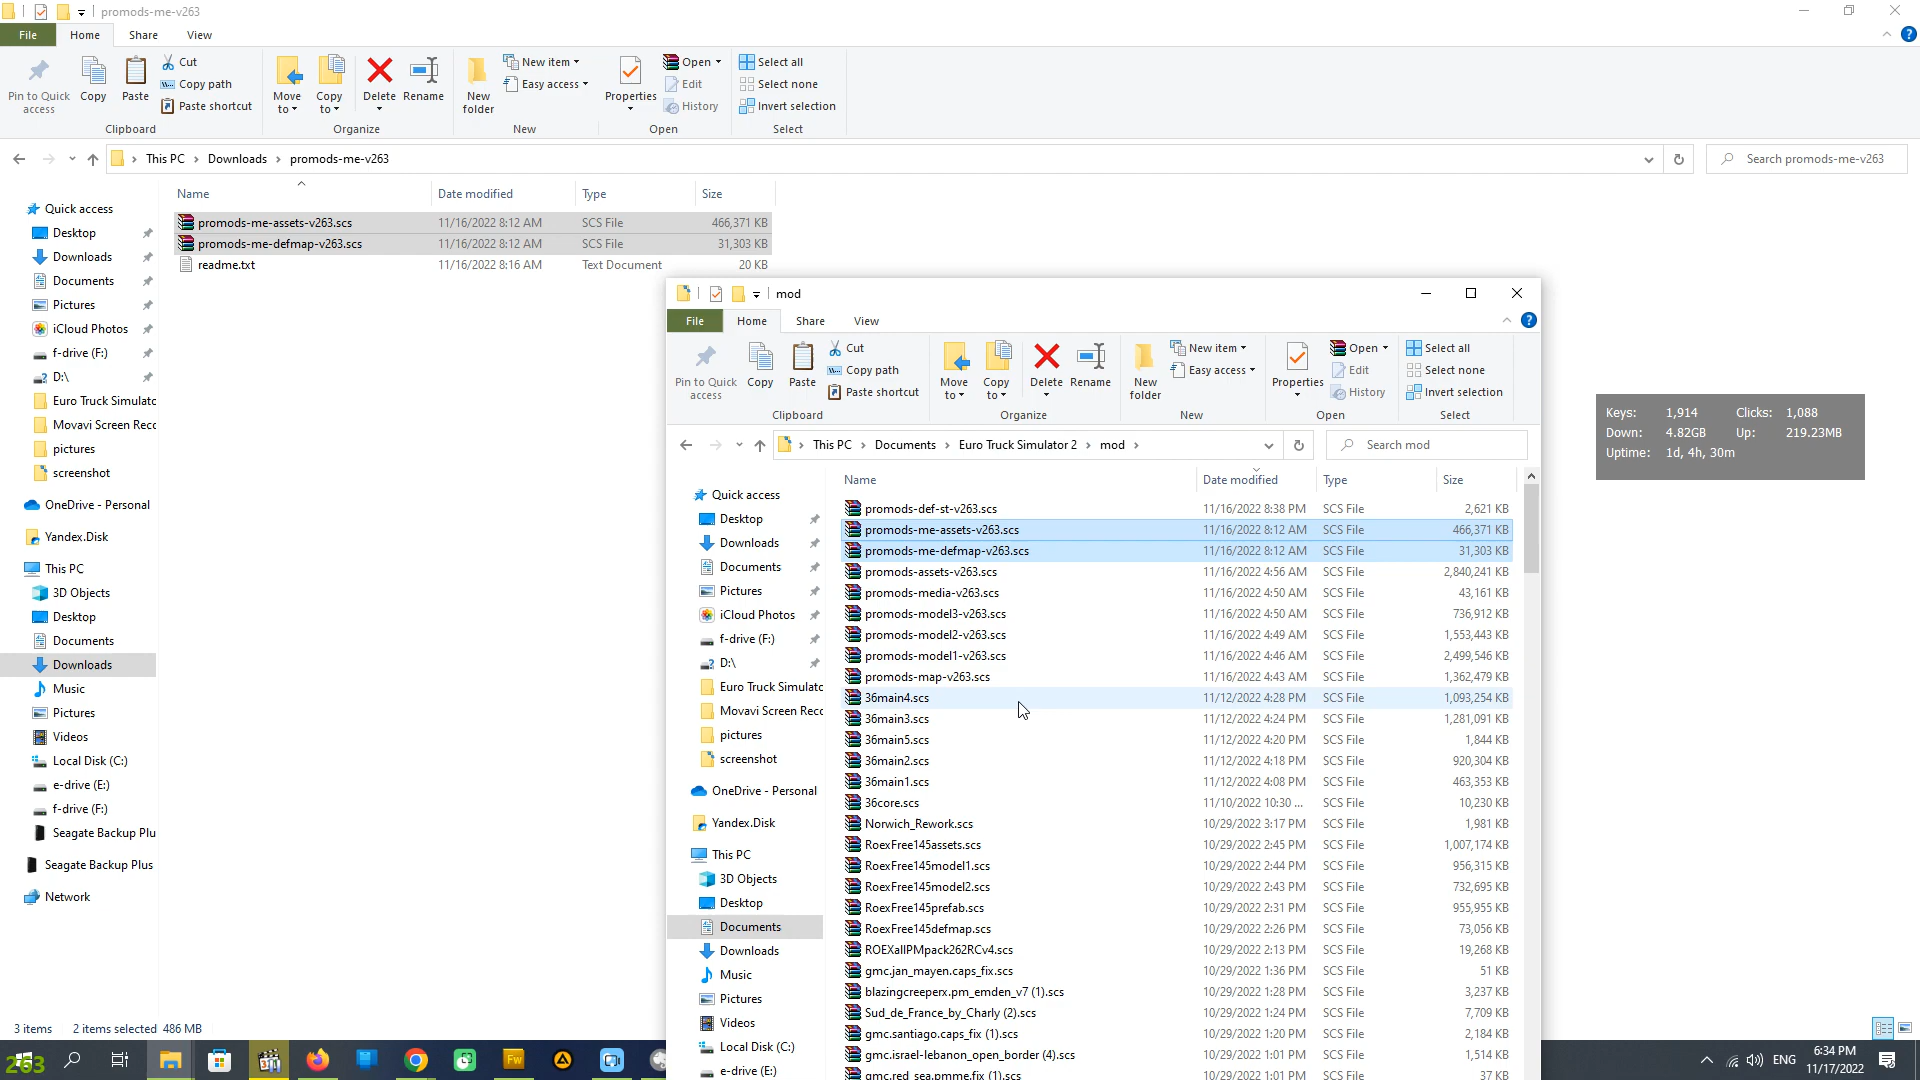 promods-me-v263
File Home Share View
Pin to Quick access
Copy
Paste
Cut
Copy path
Paste shortcut
Clipboard
Move to
Copy to
Delete
Rename
Organize
New folder
New item
Easy access
New
Properties
Open
Edit
History
Open
Select all
Select none
Invert selection
Select
This PC > Downloads > promods-me-v263
Search promods-me-v263
Name Date modified Type Size
promods-me-assets-v263.scs 11/16/2022 8:12 AM SCS File 466,371 KB
promods-me-defmap-v263.scs 11/16/2022 8:12 AM SCS File 31,303 KB
readme.txt 11/16/2022 8:16 AM Text Document 20 KB
Quick access
Desktop
Downloads
Documents
Pictures
iCloud Photos
f-drive (F:)
D:\
Euro Truck Simulato
Movavi Screen Reco
pictures
screenshot
OneDrive - Personal
Yandex.Disk
This PC
3D Objects
Desktop
Documents
Downloads
Music
Pictures
Videos
Local Disk (C:)
e-drive (E:)
f-drive (F:)
Seagate Backup Plu
Seagate Backup Plus
Network
3 items 2 items selected 486 MB
mod
File Home Share View
Pin to Quick access
Copy
Paste
Cut
Copy path
Paste shortcut
Clipboard
Move to
Copy to
Delete
Rename
Organize
New folder
New item
Easy access
New
Properties
Open
Edit
History
Open
Select all
Select none
Invert selection
Select
This PC > Documents > Euro Truck Simulator 2 > mod >
Search mod
Name Date modified Type Size
promods-def-st-v263.scs 11/16/2022 8:38 PM SCS File 2,621 KB
promods-me-assets-v263.scs 11/16/2022 8:12 AM SCS File 466,371 KB
promods-me-defmap-v263.scs 11/16/2022 8:12 AM SCS File 31,303 KB
promods-assets-v263.scs 11/16/2022 4:56 AM SCS File 2,840,241 KB
promods-media-v263.scs 11/16/2022 4:50 AM SCS File 43,161 KB
promods-model3-v263.scs 11/16/2022 4:50 AM SCS File 736,912 KB
promods-model2-v263.scs 11/16/2022 4:49 AM SCS File 1,553,443 KB
promods-model1-v263.scs 11/16/2022 4:46 AM SCS File 2,499,546 KB
promods-map-v263.scs 11/16/2022 4:43 AM SCS File 1,362,479 KB
36main4.scs 11/12/2022 4:28 PM SCS File 1,093,254 KB
36main3.scs 11/12/2022 4:24 PM SCS File 1,281,091 KB
36main5.scs 11/12/2022 4:20 PM SCS File 1,844 KB
36main2.scs 11/12/2022 4:18 PM SCS File 920,304 KB
36main1.scs 11/12/2022 4:08 PM SCS File 463,353 KB
36core.scs 11/10/2022 10:30 ... SCS File 10,230 KB
Norwich_Rework.scs 10/29/2022 3:17 PM SCS File 1,981 KB
RoexFree145assets.scs 10/29/2022 2:45 PM SCS File 1,007,174 KB
RoexFree145model1.scs 10/29/2022 2:44 PM SCS File 956,315 KB
RoexFree145model2.scs 10/29/2022 2:43 PM SCS File 732,695 KB
RoexFree145prefab.scs 10/29/2022 2:31 PM SCS File 955,955 KB
RoexFree145defmap.scs 10/29/2022 2:26 PM SCS File 73,056 KB
ROEXallPMpack262RCv4.scs 10/29/2022 2:13 PM SCS File 19,268 KB
gmc.jan_mayen.caps_fix.scs 10/29/2022 1:36 PM SCS File 51 KB
blazingcreeperx.pm_emden_v7 (1).scs 10/29/2022 1:28 PM SCS File 3,237 KB
Sud_de_France_by_Charly (2).scs 10/29/2022 1:24 PM SCS File 7,709 KB
gmc.santiago.caps_fix (1).scs 10/29/2022 1:20 PM SCS File 2,184 KB
gmc.israel-lebanon_open_border (4).scs 10/29/2022 1:01 PM SCS File 1,514 KB
gmc.red_sea.pmme.fix (1).scs 10/29/2022 1:01 PM SCS File 37 KB
Quick access
Desktop
Downloads
Documents
Pictures
iCloud Photos
f-drive (F:)
D:\
Euro Truck Simulato
Movavi Screen Reco
pictures
screenshot
OneDrive - Personal
Yandex.Disk
This PC
3D Objects
Desktop
Documents
Downloads
Music
Pictures
Videos
Local Disk (C:)
e-drive (E:)
Keys: 1,914 Clicks: 1,088
Down: 4.82GB Up: 219.23MB
Uptime: 1d, 4h, 30m
263
Fw
ENG
6:34 PM
11/17/2022